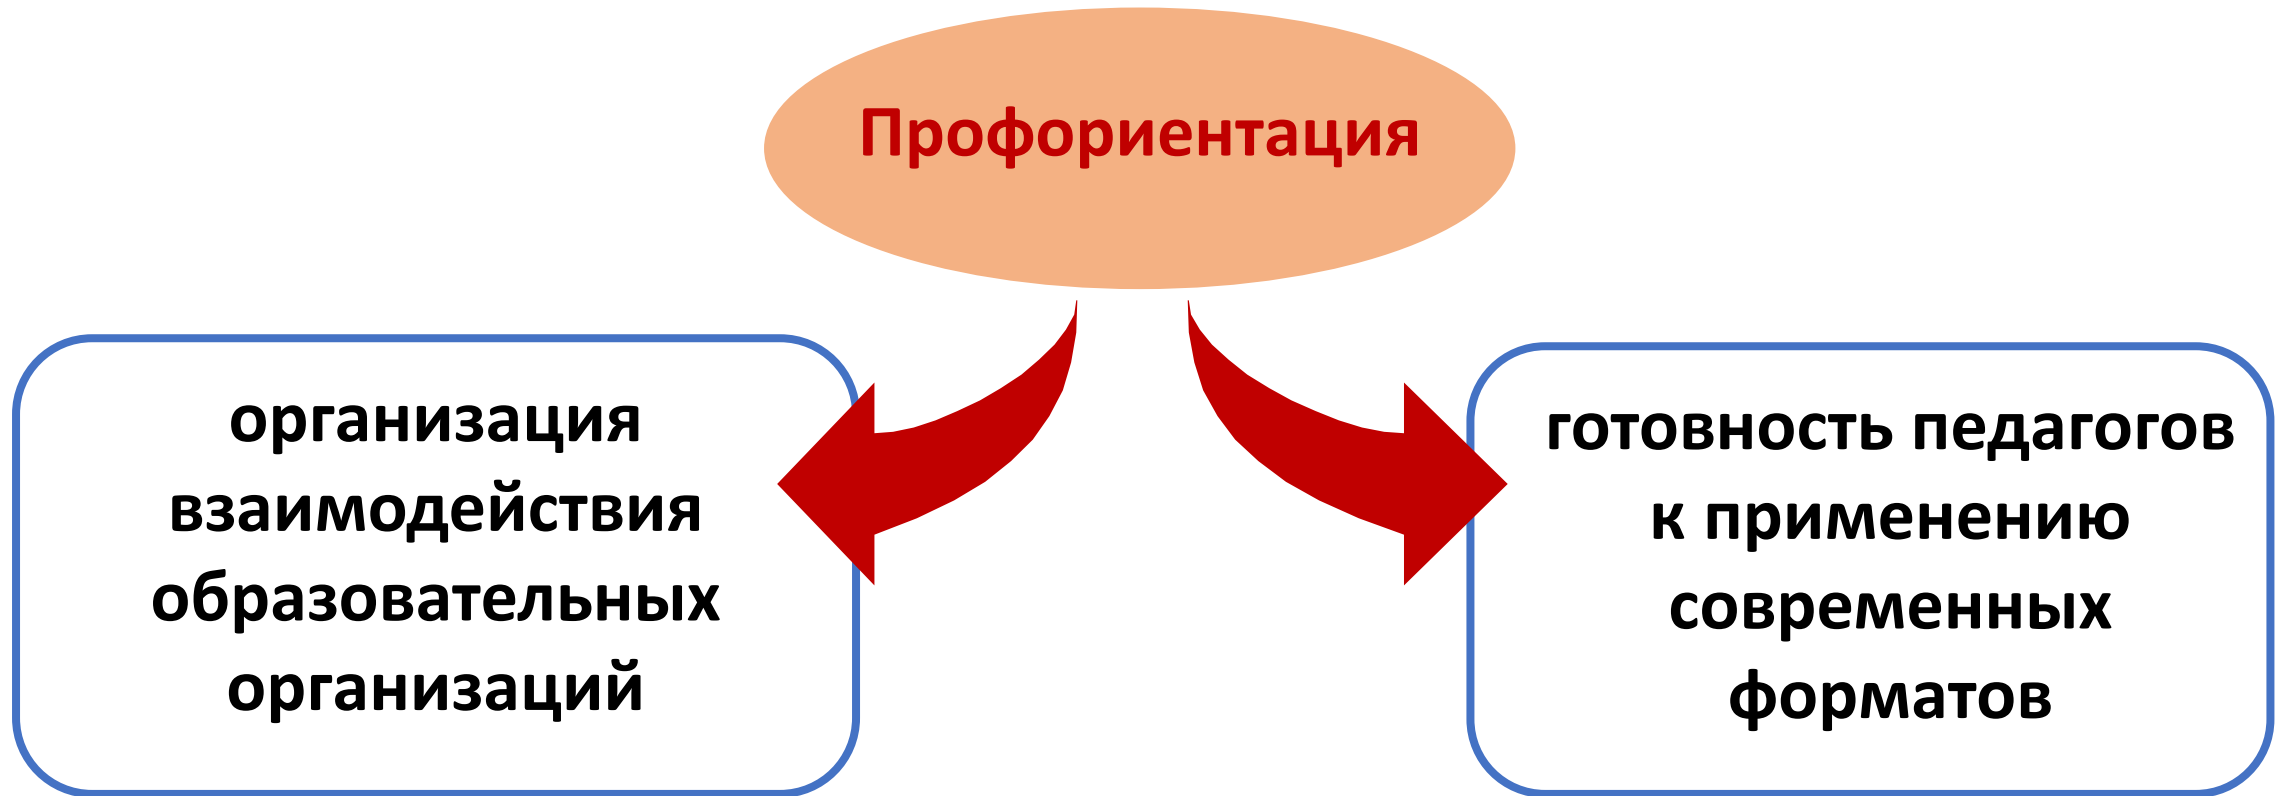 Профориентация
организация
взаимодействия
образовательных
организаций
готовность педагогов
к применению
современных
форматов